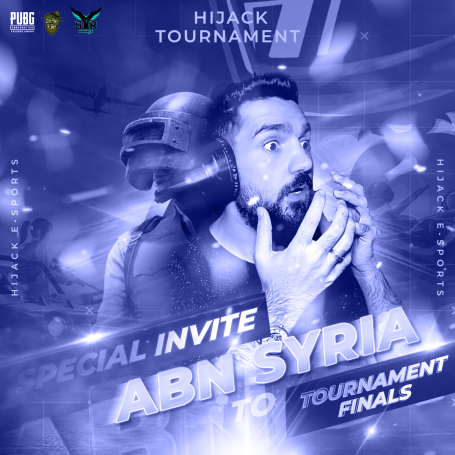 PUBG
HIJACK
TOURNAMENT
HIJACK E-SPORTS
HIJACK E-SPORTS
SPECIAL INVITE
ABN SYRIA
TO
TOURNAMENT
FINALS